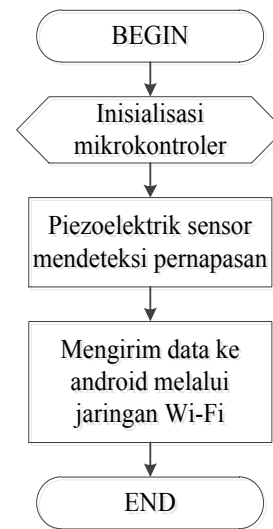 BEGIN
Inisialisasi
mikrokontroler
Piezoelektrik sensor
mendeteksi pernapasan
Mengirim data ke
android melalui
jaringan Wi-Fi
END